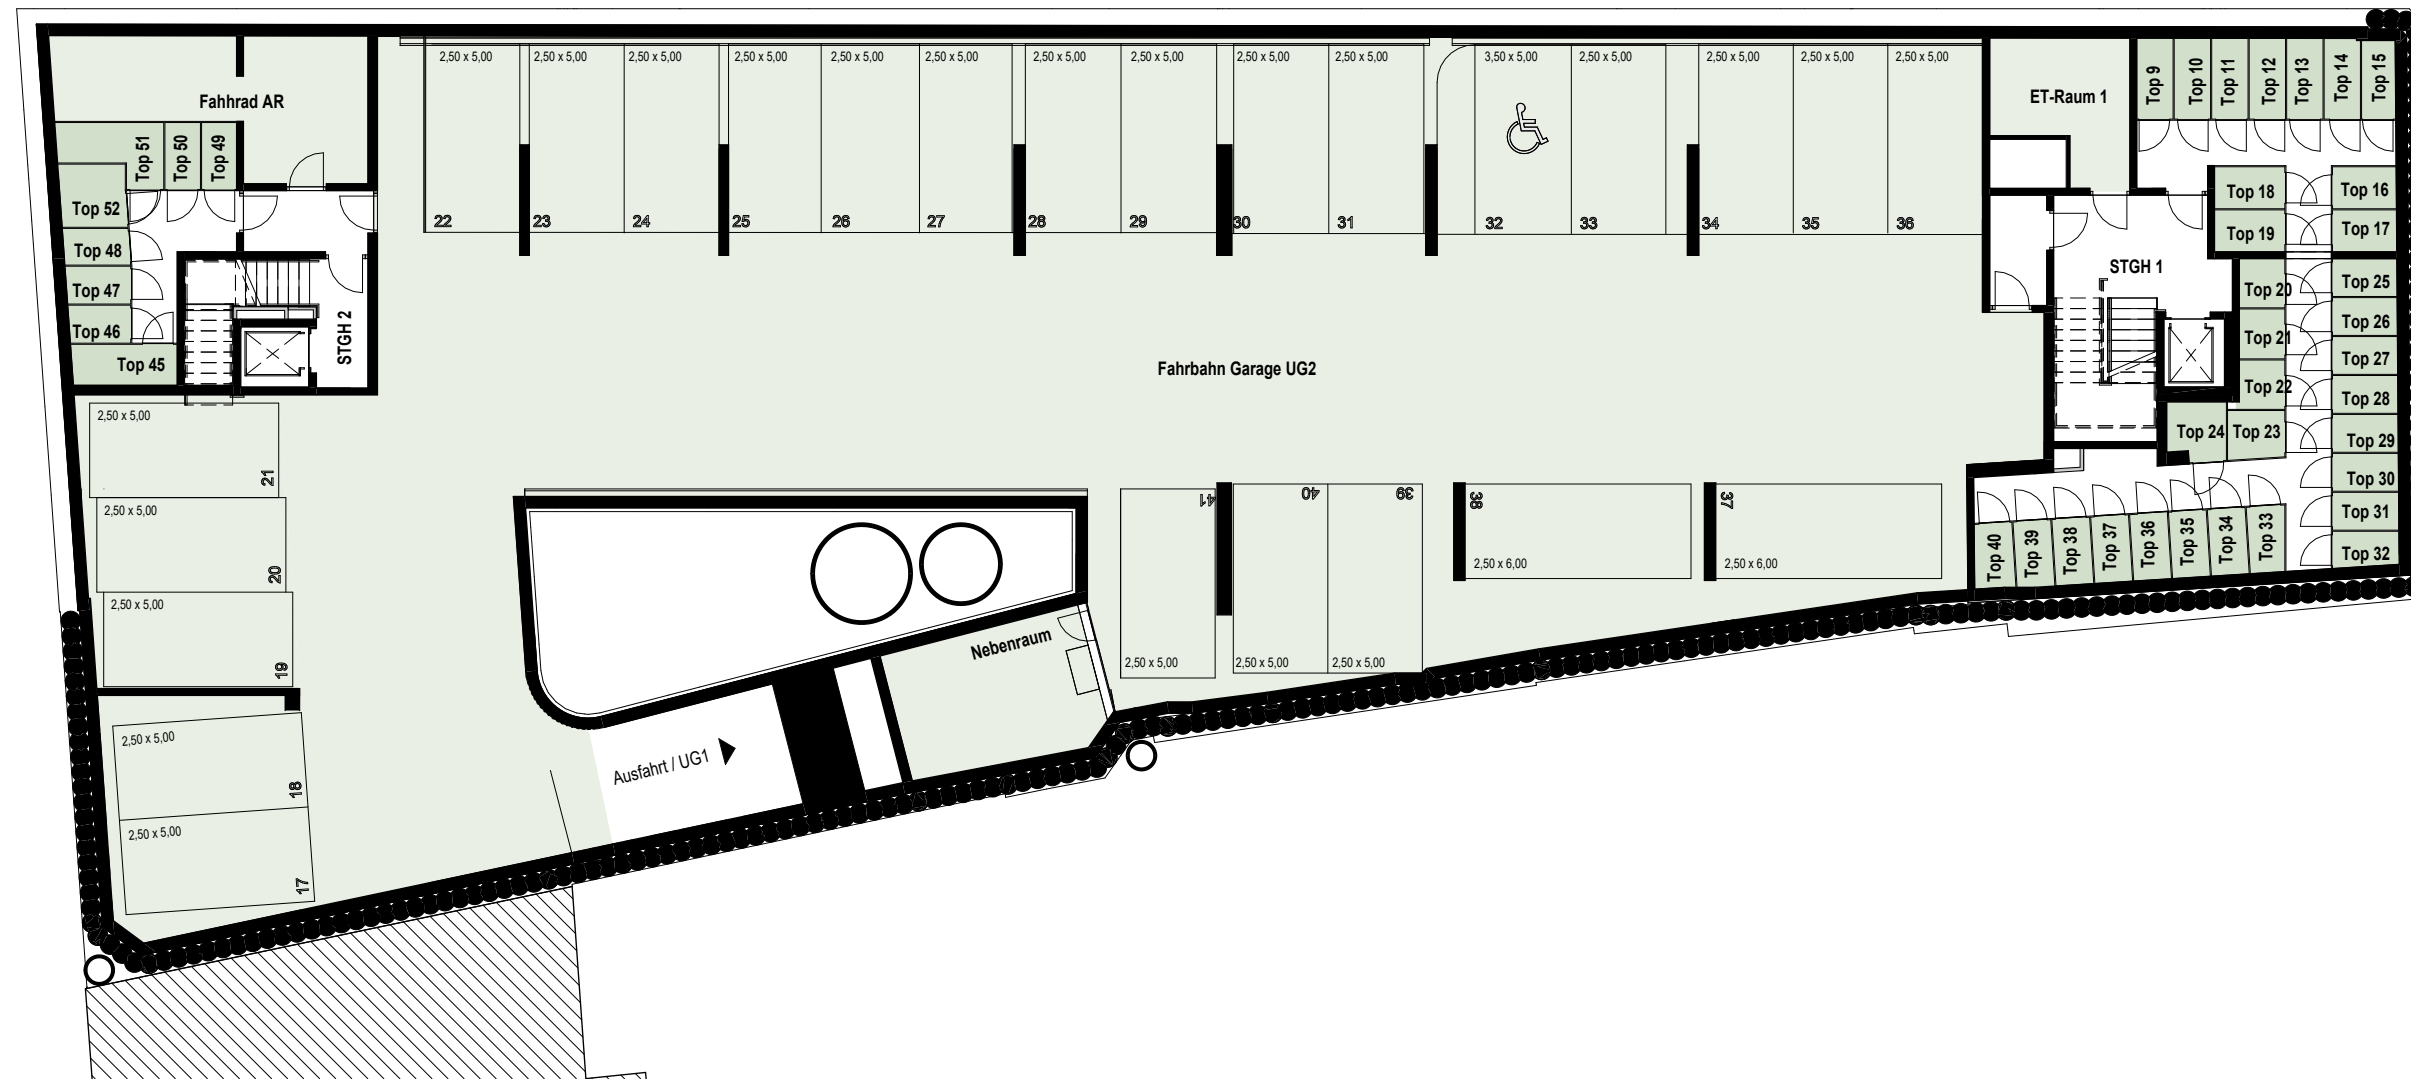 2,50 x 5,00
2,50 x 5,00
2,50 x 5,00
2,50 x 5,00
2,50 x 5,00
2,50 x 5,00
2,50 x 5,00
2,50 x 5,00
2,50 x 5,00
2,50 x 5,00
3,50 x 5,00
2,50 x 5,00
2,50 x 5,00
2,50 x 5,00
2,50 x 5,00
Fahhrad AR
ET-Raum 1
Top 9
Top 10
Top 11
Top 12
Top 13
Top 14
Top 15
Top 51
Top 50
Top 49
Top 52
Top 48
Top 47
Top 46
Top 45
STGH 2
22
23
24
25
26
27
28
29
30
31
32
33
34
35
36
Top 18
Top 16
Top 19
Top 17
STGH 1
Top 20
Top 25
Top 21
Top 26
Top 27
Top 22
Top 28
Top 24
Top 23
Top 29
Top 30
Top 31
Top 32
Fahrbahn Garage UG2
2,50 x 5,00
21
2,50 x 5,00
20
2,50 x 5,00
19
2,50 x 5,00
18
2,50 x 5,00
17
41
40
39
38
37
2,50 x 6,00
2,50 x 6,00
2,50 x 5,00
2,50 x 5,00
2,50 x 5,00
Top 40
Top 39
Top 38
Top 37
Top 36
Top 35
Top 34
Top 33
Nebenraum
Ausfahrt / UG1